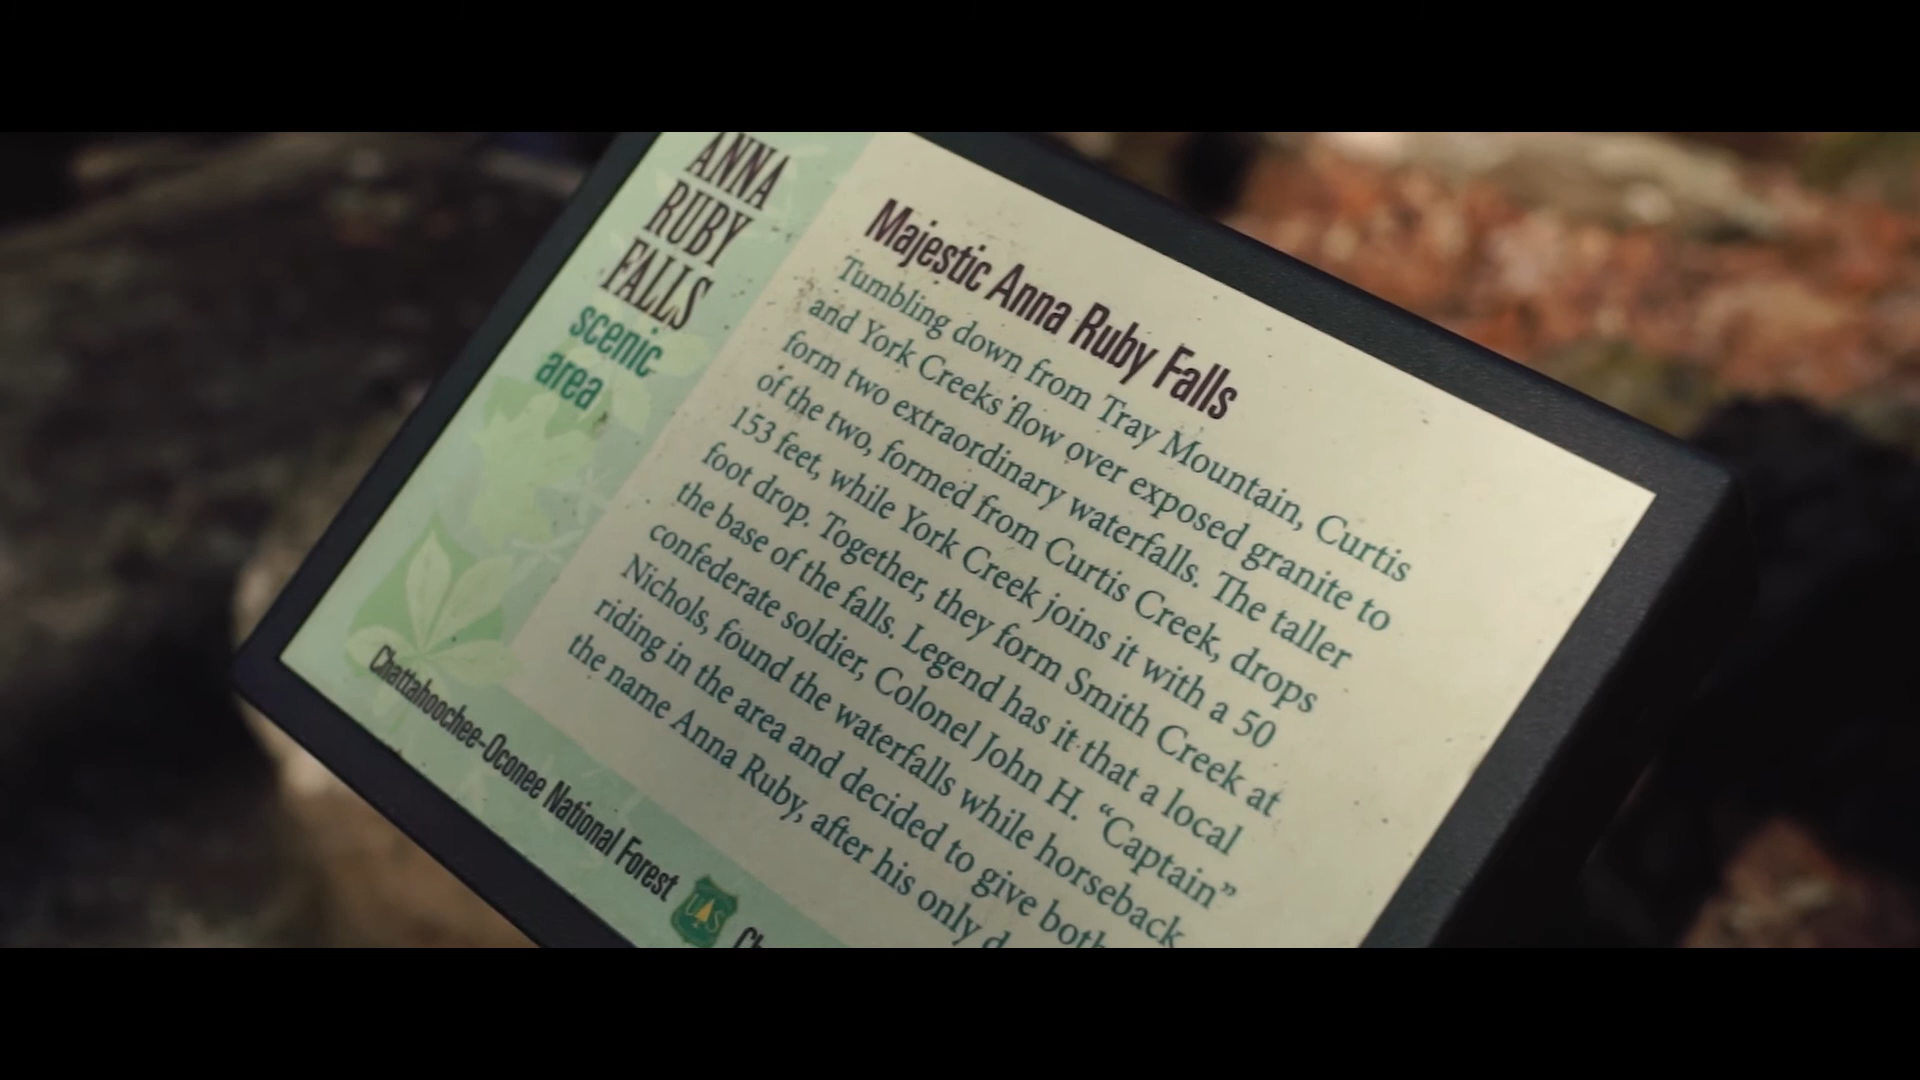 ANNA
RUBY
FALLS
scenic
area
Majestic Anna Ruby Falls
Tumbling down from Tray Mountain, Curtis
and York Creeks flow over exposed granite to
form two extraordinary waterfalls. The taller
of the two, formed from Curtis Creek, drops
153 feet, while York Creek joins it with a 50
foot drop. Together, they form Smith Creek at
the base of the falls. Legend has it that a local
confederate soldier, Colonel John H. “Captain”
Nichols, found the waterfalls while horseback
riding in the area and decided to give both
the name Anna Ruby, after his only
Chattahoochee-Oconee National Forest
UAS